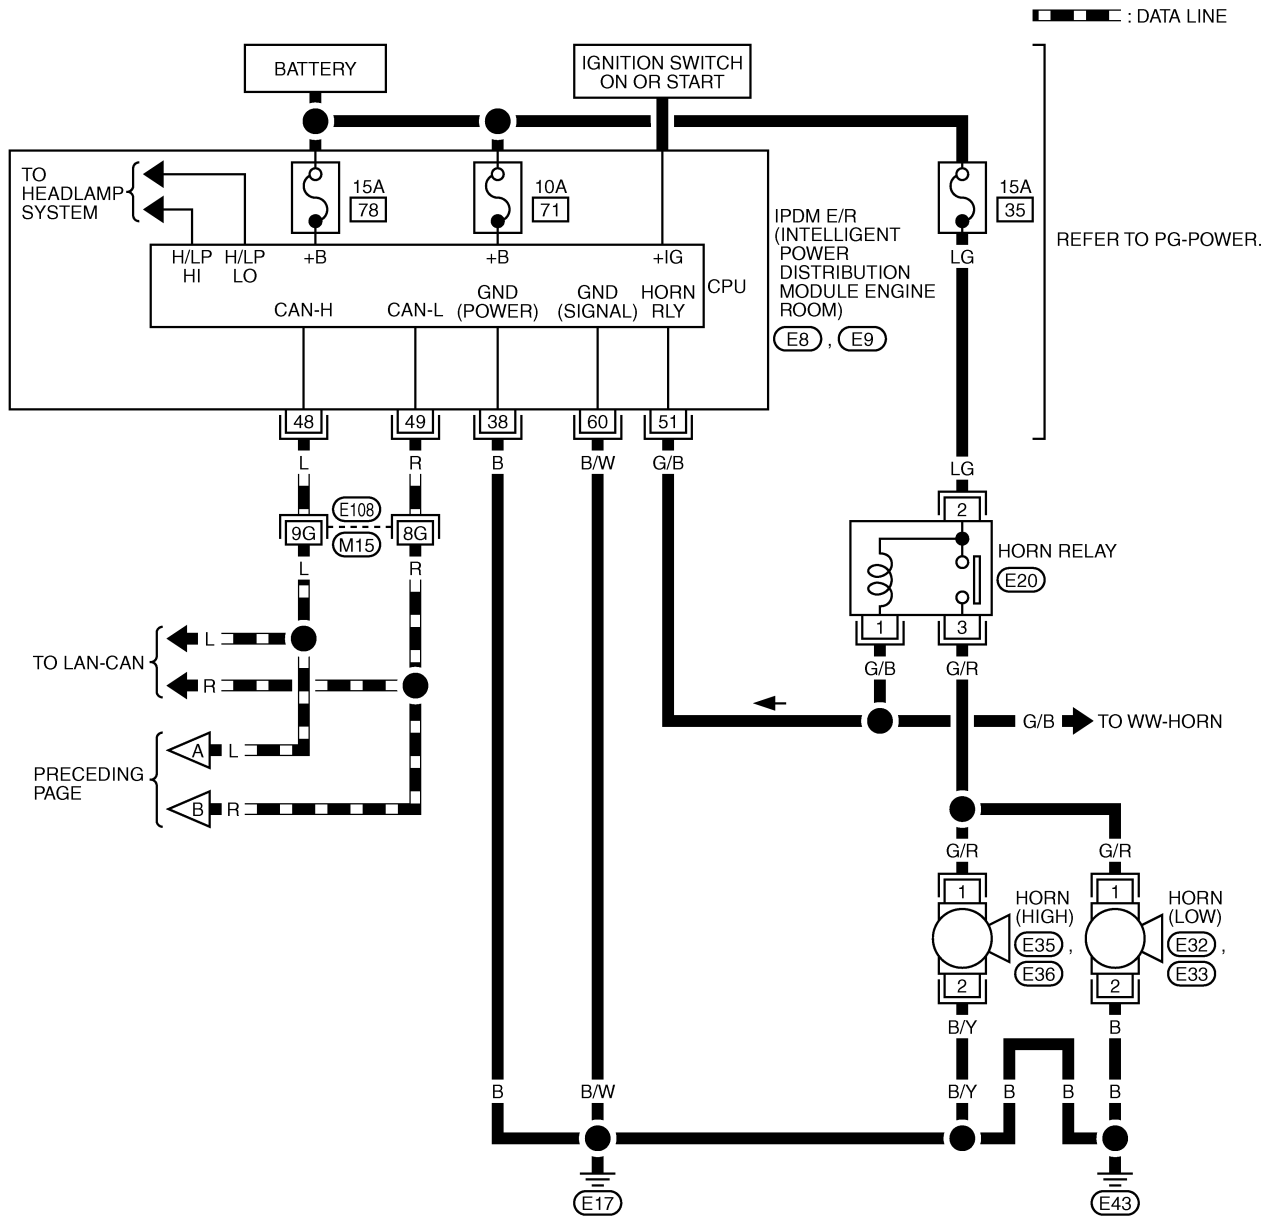 : DATA LINE
BATTERY
IGNITION SWITCH
ON OR START
TO
HEADLAMP
SYSTEM
15A
78
10A
71
15A
35
IPDM E/R
(INTELLIGENT
POWER
DISTRIBUTION
MODULE ENGINE
ROOM)
E8 , E9
REFER TO PG-POWER.
H/LP
HI
H/LP
LO
+B
+B
+IG
CPU
CAN-H
CAN-L
GND
(POWER)
GND
(SIGNAL)
HORN
RLY
LG
48
49
38
60
51
L
R
B
B/W
G/B
LG
2
E108
9G
8G
M15
HORN RELAY
E20
L
R
1
3
G/B
G/R
L
TO LAN-CAN
R
G/B
TO WW-HORN
A
L
PRECEDING
PAGE
B
R
G/R
G/R
1
1
HORN
(HIGH)
E35 ,
E36
HORN
(LOW)
E32 ,
E33
2
2
B/Y
B
B
B/W
B/Y
B
B
B
E17
E43